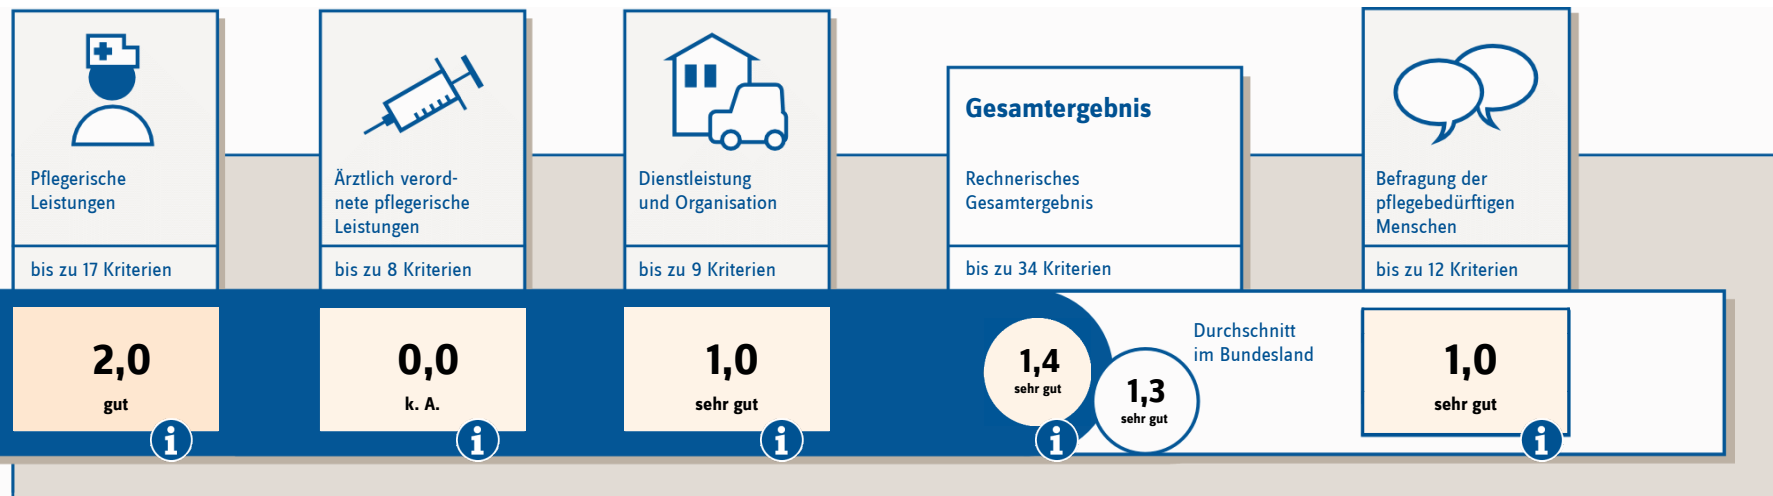 Pflegerische
Leistungen
bis zu 17 Kriterien
2,0
gut
i
Ärztlich verord-
nete pflegerische
Leistungen
bis zu 8 Kriterien
0,0
k. A.
i
Dienstleistung
und Organisation
bis zu 9 Kriterien
1,0
sehr gut
i
Gesamtergebnis
Rechnerisches
Gesamtergebnis
bis zu 34 Kriterien
1,4
sehr gut
i
1,3
sehr gut
Durchschnitt
im Bundesland
Befragung der
pflegebedürftigen
Menschen
bis zu 12 Kriterien
1,0
sehr gut
i